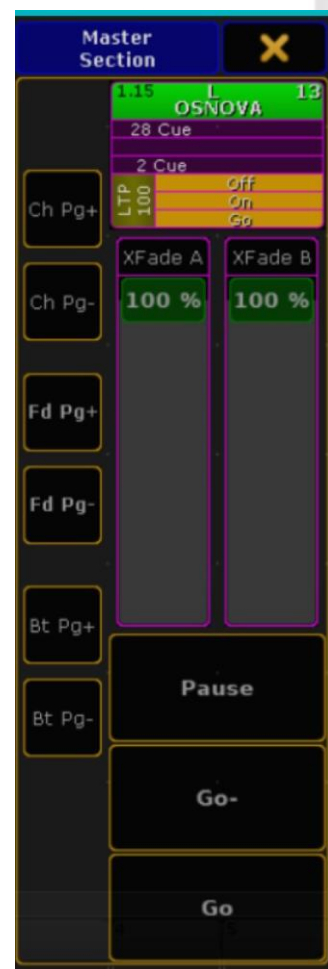 Master
Section
1.15 L 13
OSNOVA
28 Cue
2 Cue
LTP
100
Off
On
Go
Ch Pg+
Ch Pg-
Fd Pg+
Fd Pg-
Bt Pg+
Bt Pg-
XFade A
XFade B
100 %
100 %
Pause
Go-
Go